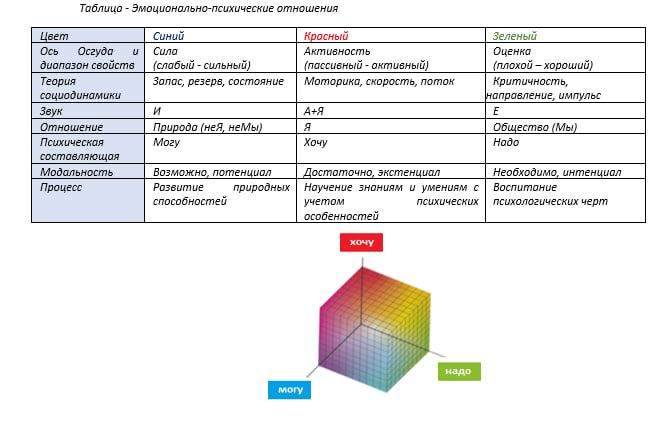 Таблица - Эмоционально-психические отношения
Цвет Синий Красный Зеленый
Ось Осгуда и Сила Активность Оценка
диапазон свойств (слабый - сильный) (пассивный - активный) (плохой – хороший)
Теория Запас, резерв, состояние Моторика, скорость, поток Критичность,
социодинамики направление, импульс
Звук И А+Я Е
Отношение Природа (неЯ, неМы) Я Общество (Мы)
Психическая Могу Хочу Надо
составляющая
Модальность Возможно, потенциал Достаточно, экстенциал Необходимо, интенциал
Процесс Развитие природных Научение знаниям и умениям с Воспитание
способностей учетом психических психологических черт
особенностей
хочу
надо
могу